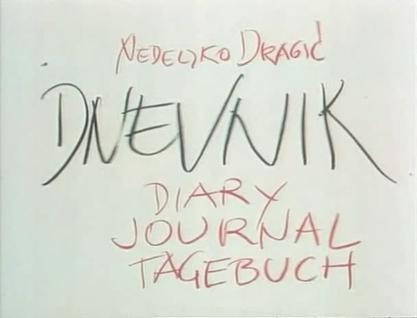 NEDELJKO DRAGIĆ
DNEVNIK
DIARY
JOURNAL
TAGEBUCH